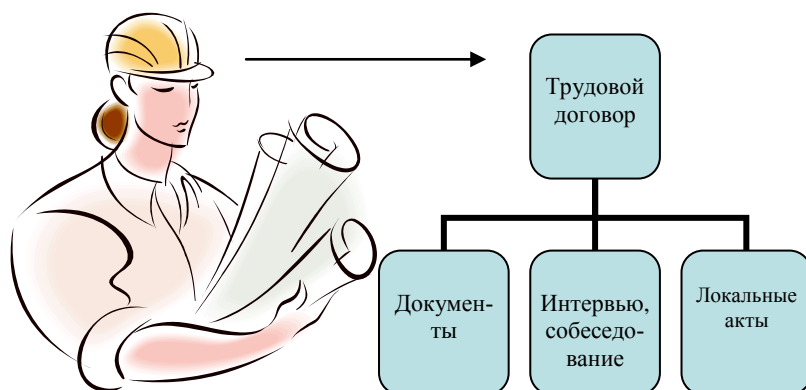 Трудовой
договор
Докумен-
ты
Интервью,
собеседо-
вание
Локальные
акты